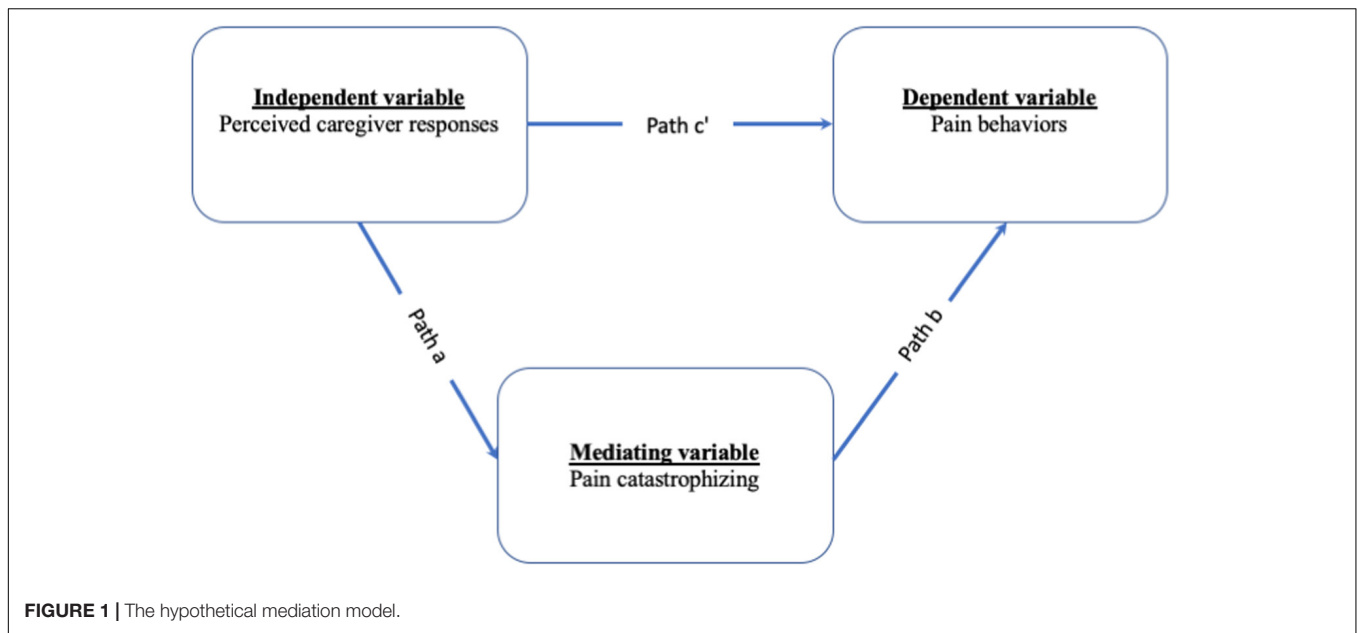 Independent variable
Perceived caregiver responses
Path c'
Dependent variable
Pain behaviors
Path a
Path b
Mediating variable
Pain catastrophizing
FIGURE 1 | The hypothetical mediation model.